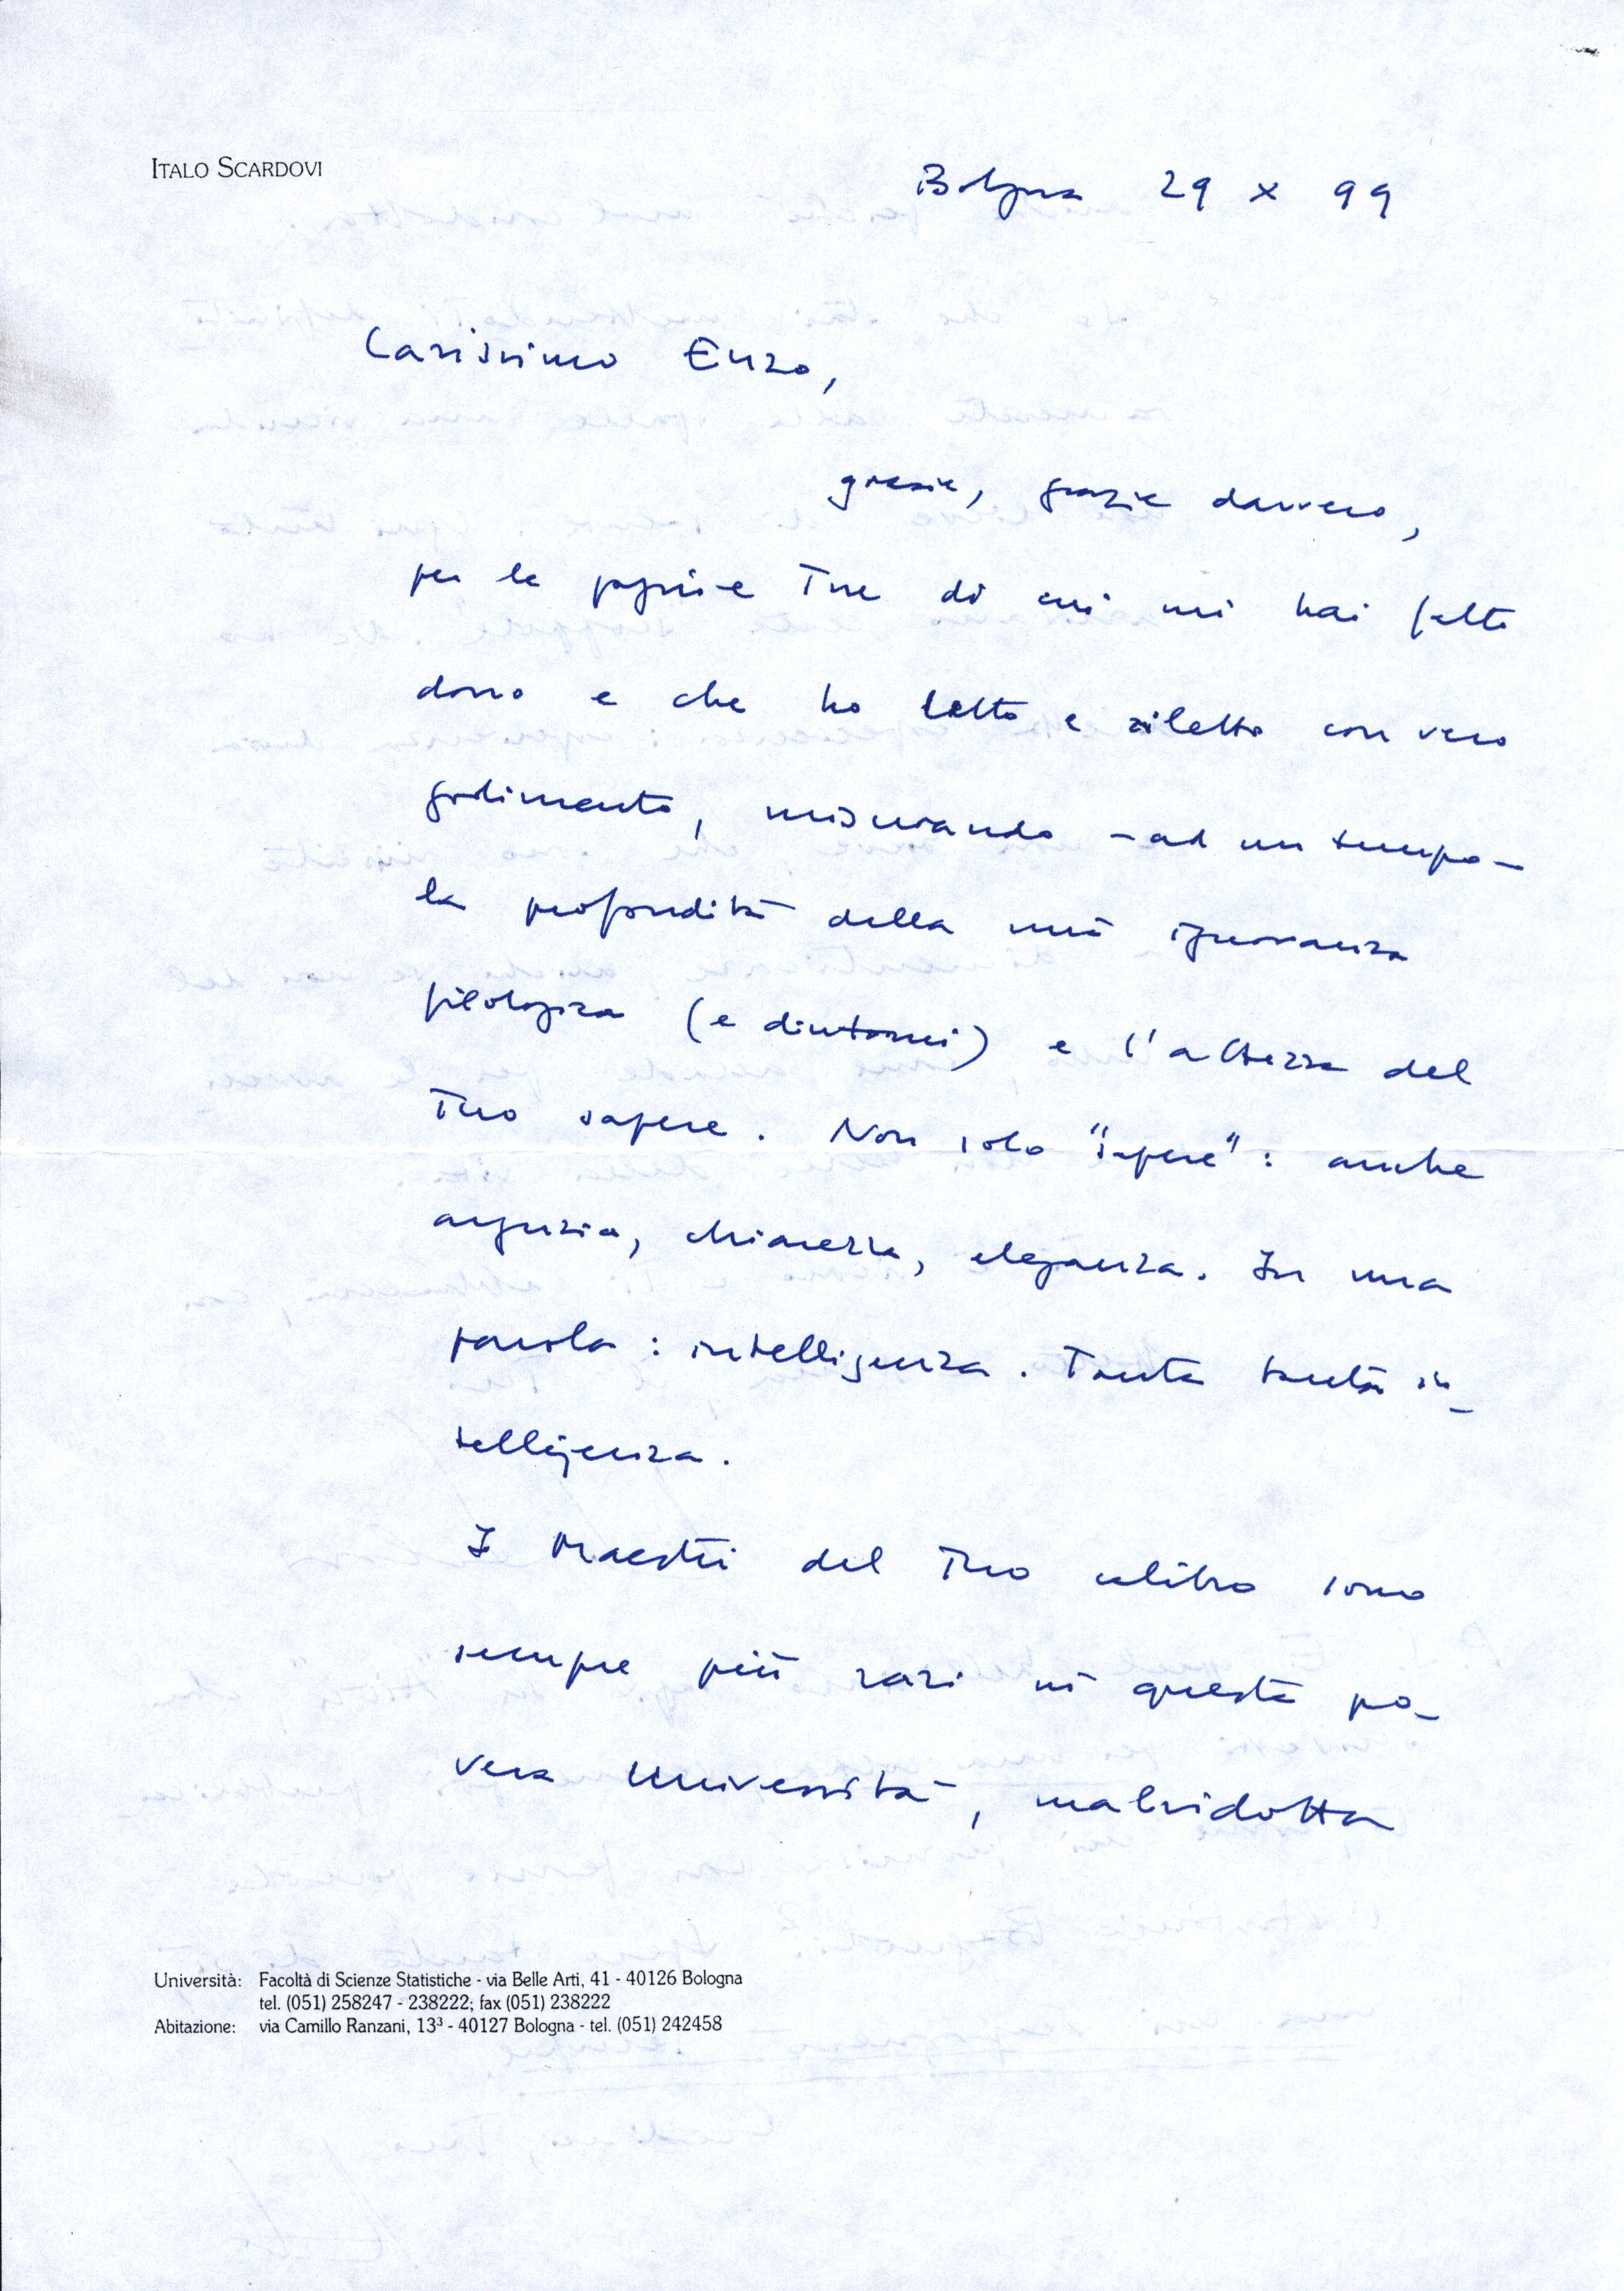 ITALO SCARDOVI
Bologna 29 X 99
Carissimo Enzo,
grazie, grazie davvero,
per le pagine Tue di cui mi hai fatto
dono e che ho letto e riletto con vero
godimento, misurando - ad un tempo -
la profondità della mia ignoranza
filologica (e dintorni) e l'altezza del
Tuo sapere. Non solo "sapere": anche
arguzia, chiarezza, eleganza. In una
parola: intelligenza. Tanta tanta in-
telligenza.
I Maestri del Tuo calibro sono
sempre più rari in questa po-
vera Università, malridotta
Università: Facoltà di Scienze Statistiche - via Belle Arti, 41 - 40126 Bologna
tel. (051) 258247 - 238222; fax (051) 238222
Abitazione: via Camillo Ranzani, 13³ - 40127 Bologna - tel. (051) 242458